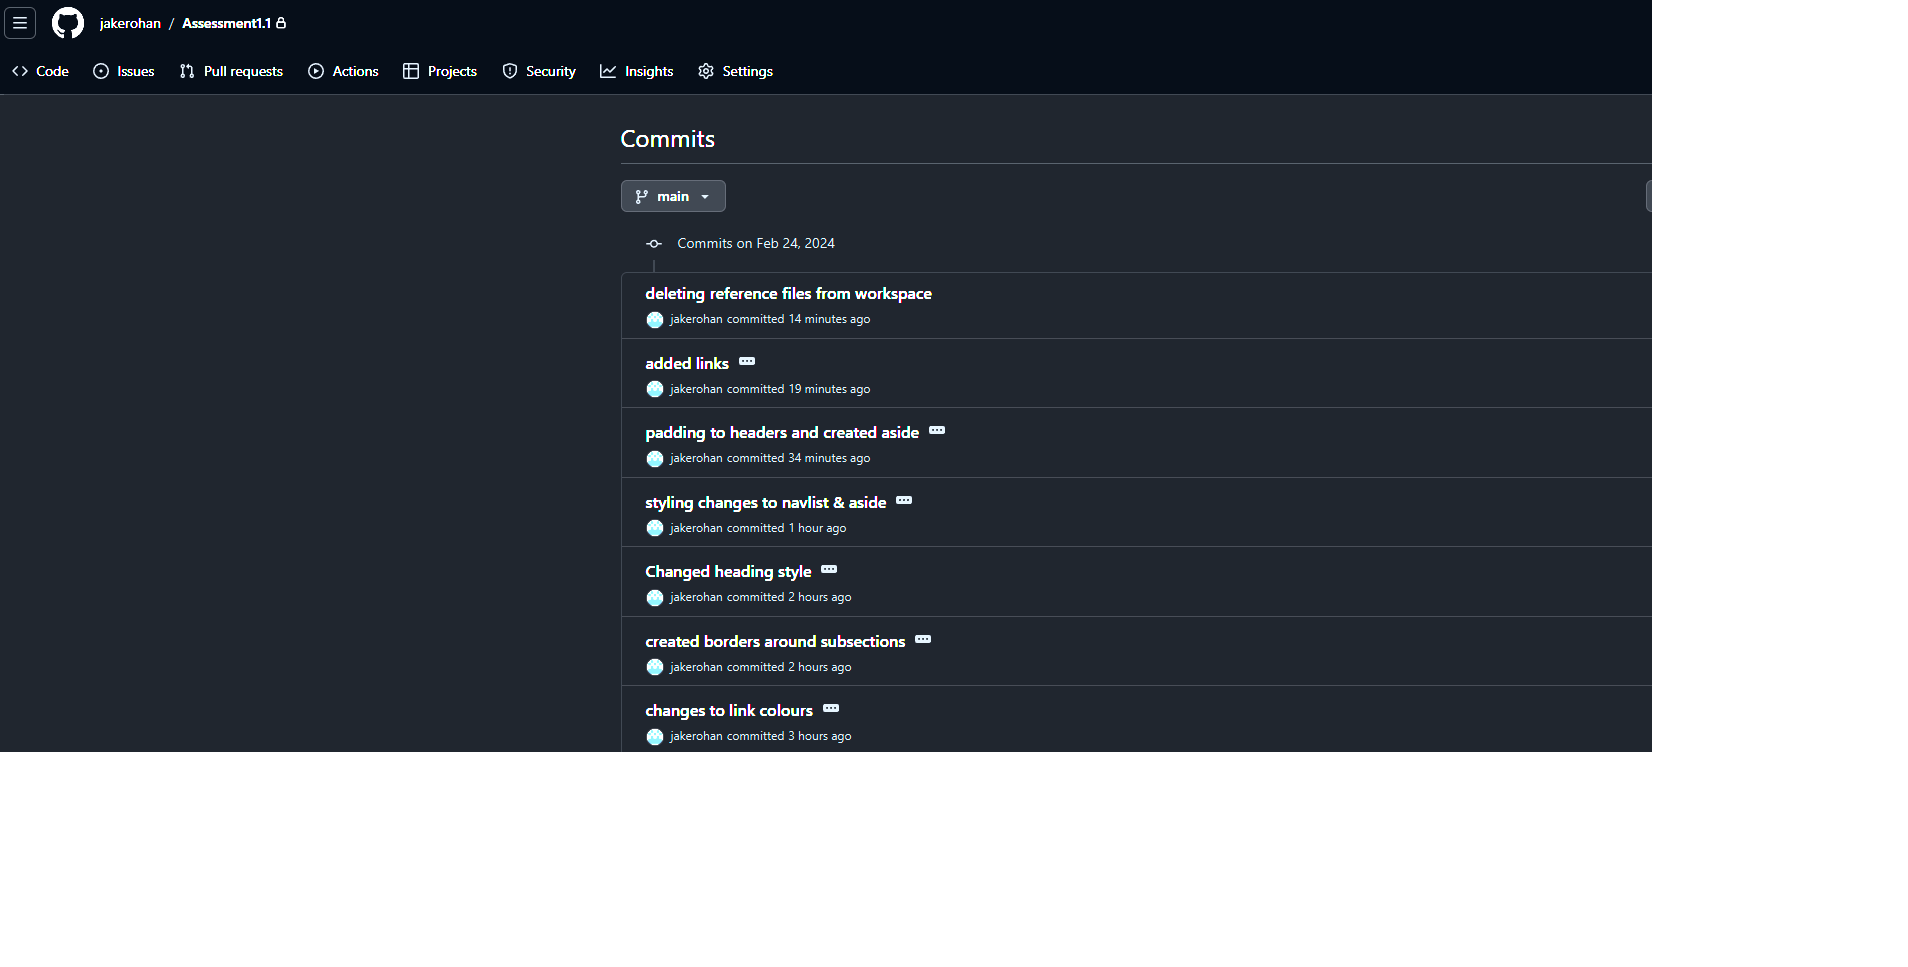 jakerohan / Assessment1.1
Code Issues Pull requests Actions Projects Security Insights Settings
Commits
main
Commits on Feb 24, 2024
deleting reference files from workspace
jakerohan committed 14 minutes ago
added links
jakerohan committed 19 minutes ago
padding to headers and created aside
jakerohan committed 34 minutes ago
styling changes to navlist & aside
jakerohan committed 1 hour ago
Changed heading style
jakerohan committed 2 hours ago
created borders around subsections
jakerohan committed 2 hours ago
changes to link colours
jakerohan committed 3 hours ago